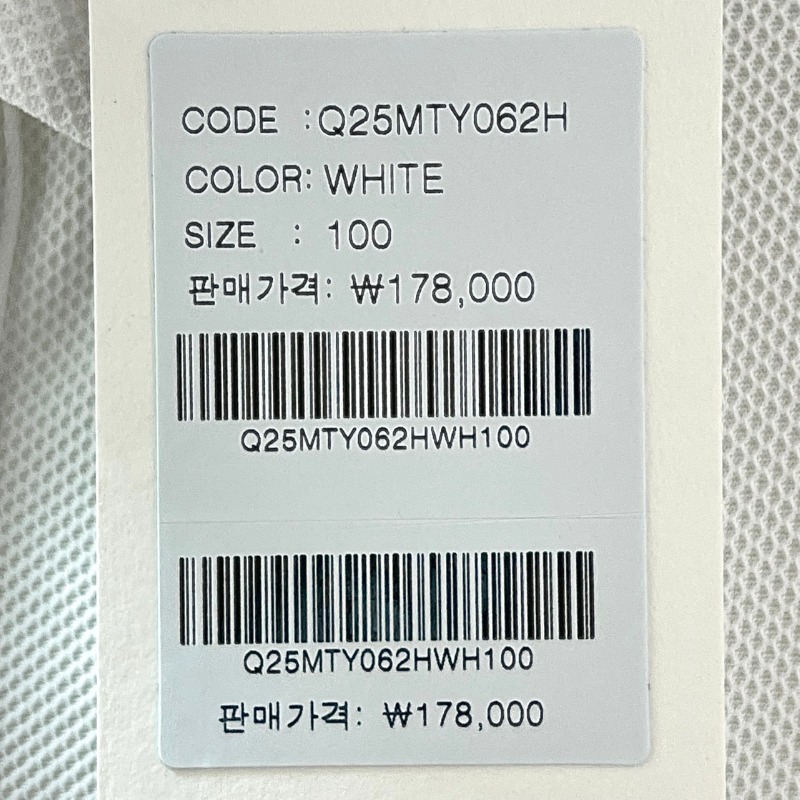 CODE :Q25MTY062H
COLOR: WHITE
SIZE : 100
판매가격: ₩178,000
Q25MTY062HWH100
Q25MTY062HWH100
판매가격: ₩178,000